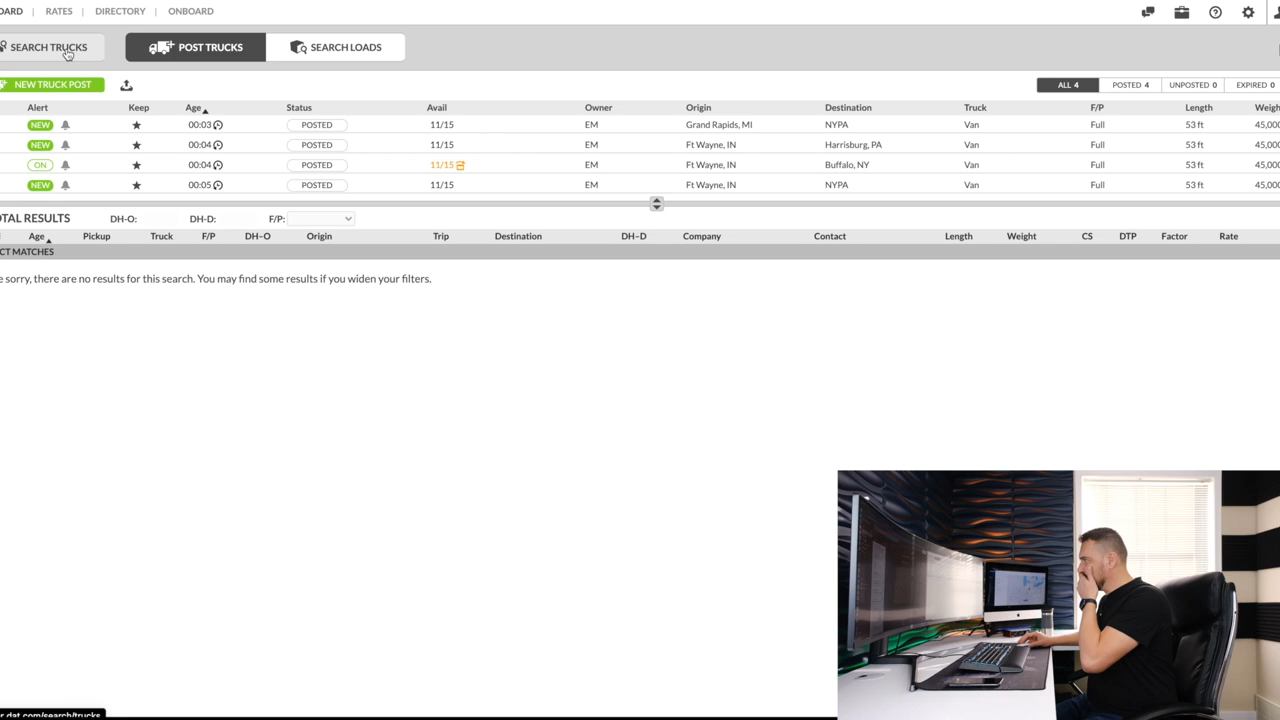 OARD | RATES | DIRECTORY | ONBOARD
SEARCH TRUCKS POST TRUCKS SEARCH LOADS
NEW TRUCK POST ALL 4 POSTED 4 UNPOSTED 0 EXPIRED 0
Alert Keep Age Status Avail Owner Origin Destination Truck F/P Length Weigh
NEW 00:03 POSTED 11/15 EM Grand Rapids, MI NYPA Van Full 53 ft 45,000
NEW 00:04 POSTED 11/15 EM Ft Wayne, IN Harrisburg, PA Van Full 53 ft 45,000
ON 00:04 POSTED 11/15 EM Ft Wayne, IN Buffalo, NY Van Full 53 ft 45,000
NEW 00:05 POSTED 11/15 EM Ft Wayne, IN NYPA Van Full 53 ft 45,000
OTAL RESULTS DH-O: DH-D: F/P:
Age Pickup Truck F/P DH-O Origin Trip Destination DH-D Company Contact Length Weight CS DTP Factor Rate
CT MATCHES
e sorry, there are no results for this search. You may find some results if you widen your filters.
r.dat.com/search/trucks